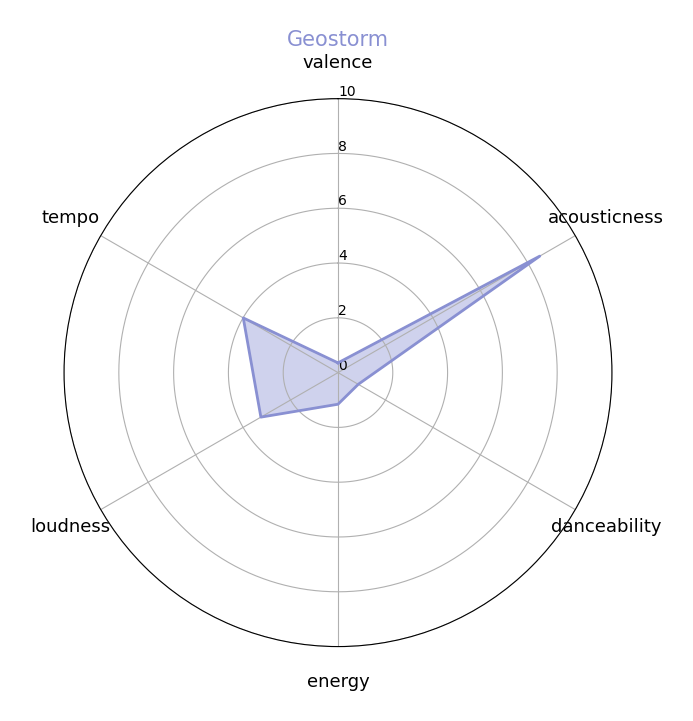 Geostorm
valence
10
8
6
4
2
0
tempo
acousticness
loudness
danceability
energy